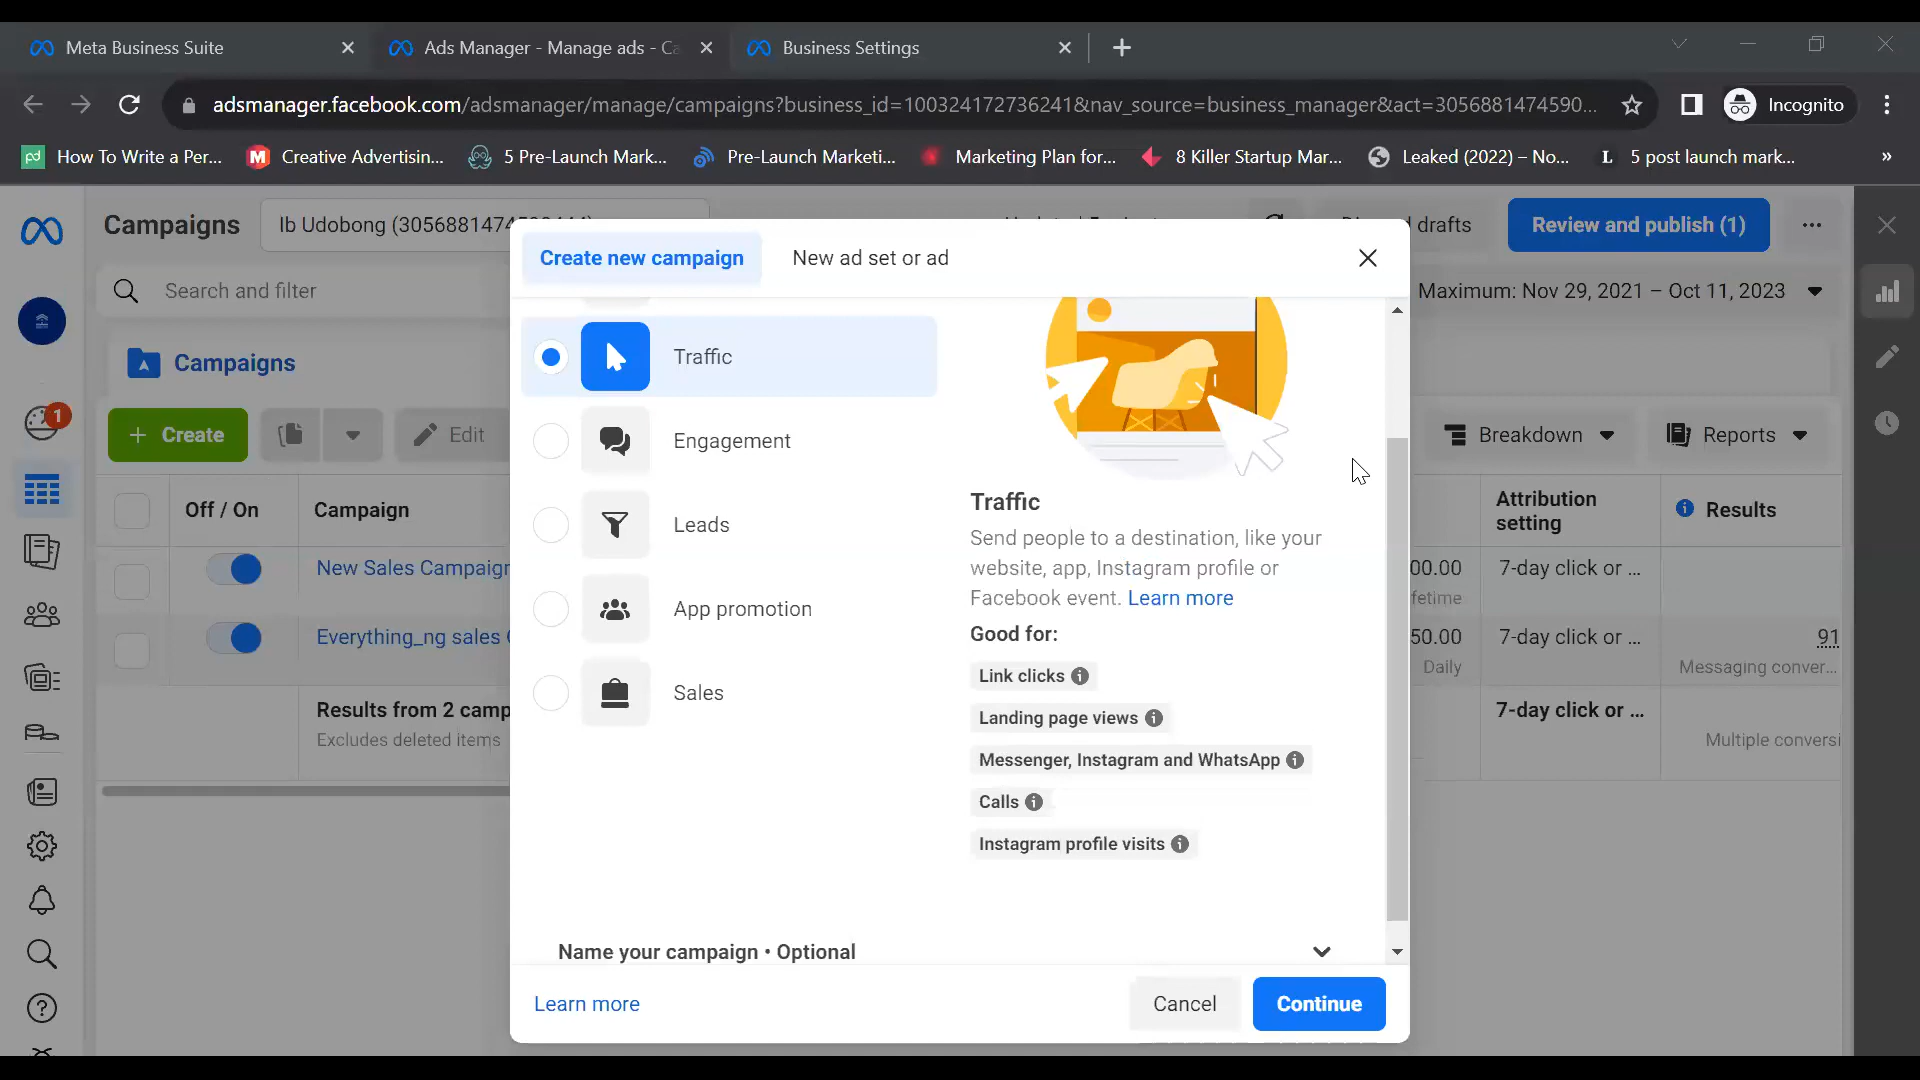 Meta Business Suite
Ads Manager - Manage ads - Ca
Business Settings
adsmanager.facebook.com/adsmanager/manage/campaigns?business_id=100324172736241&nav_source=business_manager&act=3056881474590...
Incognito
How To Write a Per...
Creative Advertisin...
5 Pre-Launch Mark...
Pre-Launch Marketi...
Marketing Plan for...
8 Killer Startup Mar...
Leaked (2022) – No...
5 post launch mark...
»
Campaigns
Ib Udobong
drafts
Review and publish (1)
Create new campaign
New ad set or ad
Search and filter
Maximum: Nov 29, 2021 – Oct 11, 2023
Campaigns
1
+ Create
Edit
Breakdown
Reports
Off / On
Campaign
Attribution
setting
Results
New Sales Campaign
00.00
7-day click or ...
fetime
Everything_ng sales
50.00
7-day click or ...
91
Daily
Messaging conver...
Results from 2 camp
7-day click or ...
Excludes deleted items
Multiple conversi
Traffic
Engagement
Leads
App promotion
Sales
Traffic
Send people to a destination, like your
website, app, Instagram profile or
Facebook event. Learn more
Good for:
Link clicks
Landing page views
Messenger, Instagram and WhatsApp
Calls
Instagram profile visits
Name your campaign • Optional
Learn more
Cancel
Continue